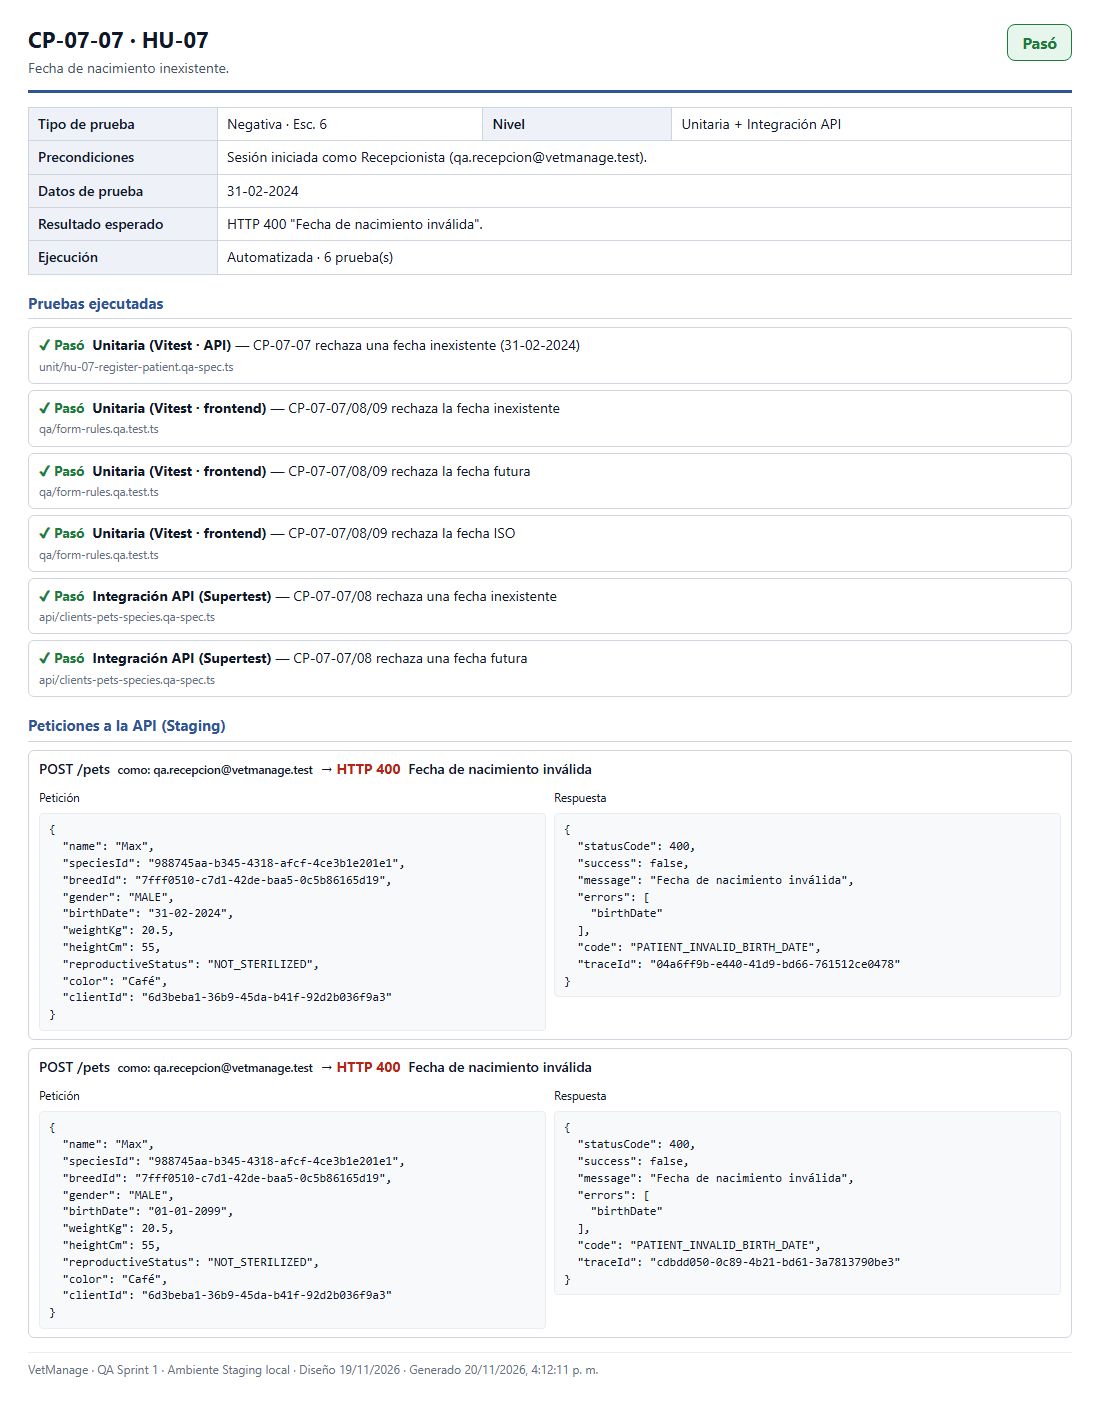 CP-07-07 · HU-07
Pasó
Fecha de nacimiento inexistente.
Tipo de prueba Negativa · Esc. 6 Nivel Unitaria + Integración API
Precondiciones Sesión iniciada como Recepcionista (qa.recepcion@vetmanage.test).
Datos de prueba 31-02-2024
Resultado esperado HTTP 400 "Fecha de nacimiento inválida".
Ejecución Automatizada · 6 prueba(s)
Pruebas ejecutadas
✓ Pasó Unitaria (Vitest · API) — CP-07-07 rechaza una fecha inexistente (31-02-2024)
unit/hu-07-register-patient.qa-spec.ts
✓ Pasó Unitaria (Vitest · frontend) — CP-07-07/08/09 rechaza la fecha inexistente
qa/form-rules.qa.test.ts
✓ Pasó Unitaria (Vitest · frontend) — CP-07-07/08/09 rechaza la fecha futura
qa/form-rules.qa.test.ts
✓ Pasó Unitaria (Vitest · frontend) — CP-07-07/08/09 rechaza la fecha ISO
qa/form-rules.qa.test.ts
✓ Pasó Integración API (Supertest) — CP-07-07/08 rechaza una fecha inexistente
api/clients-pets-species.qa-spec.ts
✓ Pasó Integración API (Supertest) — CP-07-07/08 rechaza una fecha futura
api/clients-pets-species.qa-spec.ts
Peticiones a la API (Staging)
POST /pets como: qa.recepcion@vetmanage.test → HTTP 400 Fecha de nacimiento inválida
Petición
{
"name": "Max",
"speciesId": "988745aa-b345-4318-afcf-4ce3b1e201e1",
"breedId": "7fff0510-c7d1-42de-baa5-0c5b86165d19",
"gender": "MALE",
"birthDate": "31-02-2024",
"weightKg": 20.5,
"heightCm": 55,
"reproductiveStatus": "NOT_STERILIZED",
"color": "Café",
"clientId": "6d3beba1-36b9-45da-b41f-92d2b036f9a3"
}
Respuesta
{
"statusCode": 400,
"success": false,
"message": "Fecha de nacimiento inválida",
"errors": [
"birthDate"
],
"code": "PATIENT_INVALID_BIRTH_DATE",
"traceId": "04a6ff9b-e440-41d9-bd66-761512ce0478"
}
POST /pets como: qa.recepcion@vetmanage.test → HTTP 400 Fecha de nacimiento inválida
Petición
{
"name": "Max",
"speciesId": "988745aa-b345-4318-afcf-4ce3b1e201e1",
"breedId": "7fff0510-c7d1-42de-baa5-0c5b86165d19",
"gender": "MALE",
"birthDate": "01-01-2099",
"weightKg": 20.5,
"heightCm": 55,
"reproductiveStatus": "NOT_STERILIZED",
"color": "Café",
"clientId": "6d3beba1-36b9-45da-b41f-92d2b036f9a3"
}
Respuesta
{
"statusCode": 400,
"success": false,
"message": "Fecha de nacimiento inválida",
"errors": [
"birthDate"
],
"code": "PATIENT_INVALID_BIRTH_DATE",
"traceId": "cdbdd050-0c89-4b21-bd61-3a7813790be3"
}
VetManage · QA Sprint 1 · Ambiente Staging local · Diseño 19/11/2026 · Generado 20/11/2026, 4:12:11 p. m.